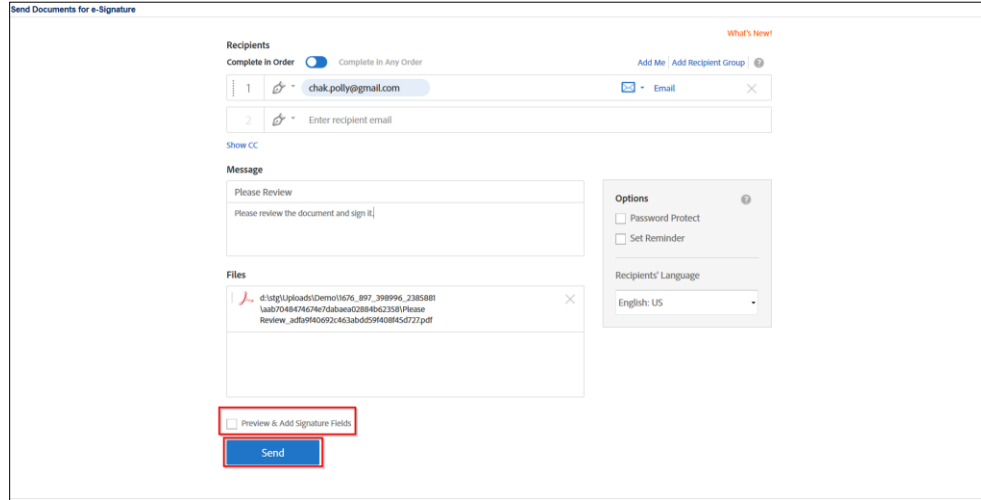 Send Documents for e-Signature
What's New!
Recipients
Complete in Order Complete in Any Order Add Me Add Recipient Group ?
1 chak.polly@gmail.com Email
2 Enter recipient email
Show CC
Message
Please Review
Please review the document and sign it.
Options ?
Password Protect
Set Reminder
Recipients' Language
English: US
Files
d:\stg\Uploads\Demo\1676_897_398996_2385881
\aab7048474674e7dabaea02884b62358\Please
Review_adfa9f40692c463abdd59f408f45d727.pdf
Preview & Add Signature Fields
Send